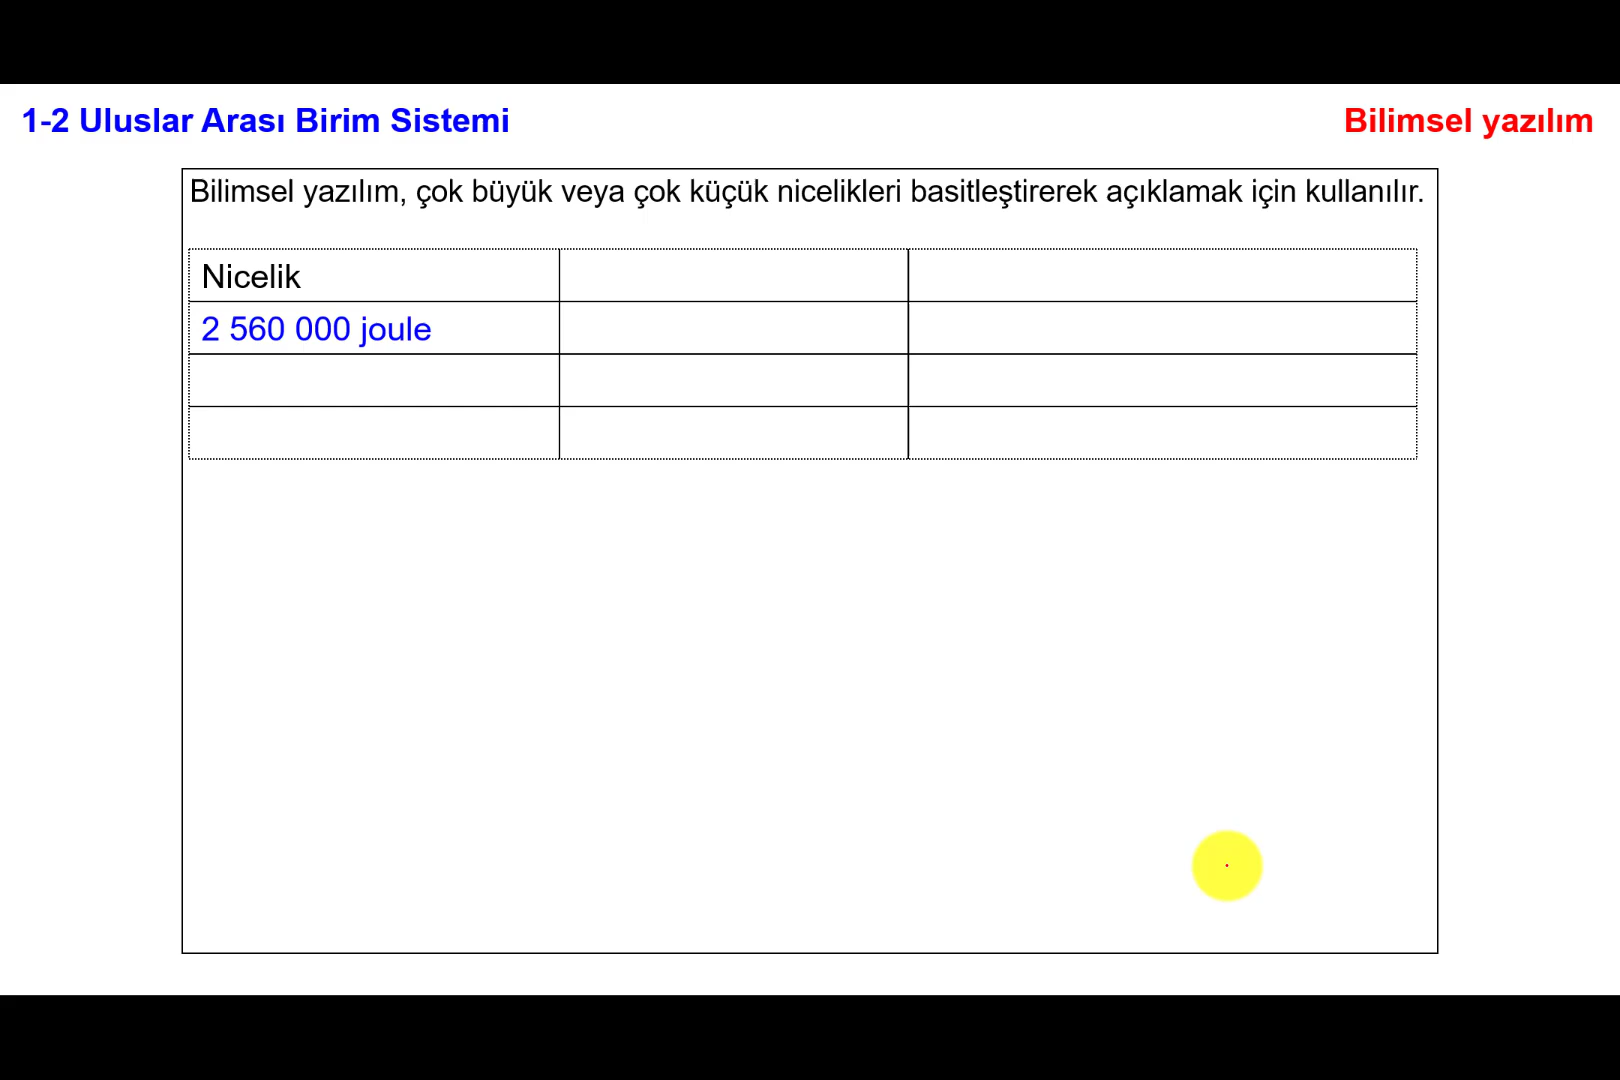 1-2 Uluslar Arası Birim Sistemi
Bilimsel yazılım
Bilimsel yazılım, çok büyük veya çok küçük nicelikleri basitleştirerek açıklamak için kullanılır.
Nicelik
2 560 000 joule